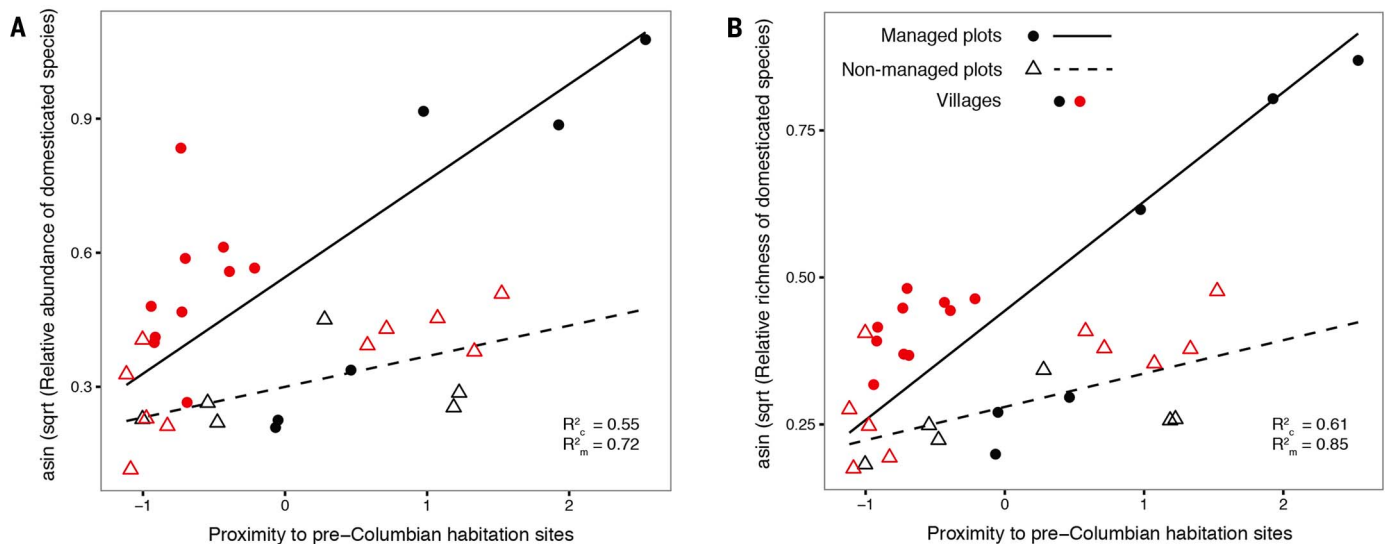 A
asin (sqrt (Relative abundance of domesticated species)
0.9
0.6
0.3
−1
0
1
2
R²c = 0.55
R²m = 0.72
Proximity to pre−Columbian habitation sites
B
asin (sqrt (Relative richness of domesticated species)
Managed plots
Non-managed plots
Villages
0.75
0.50
0.25
−1
0
1
2
R²c = 0.61
R²m = 0.85
Proximity to pre−Columbian habitation sites